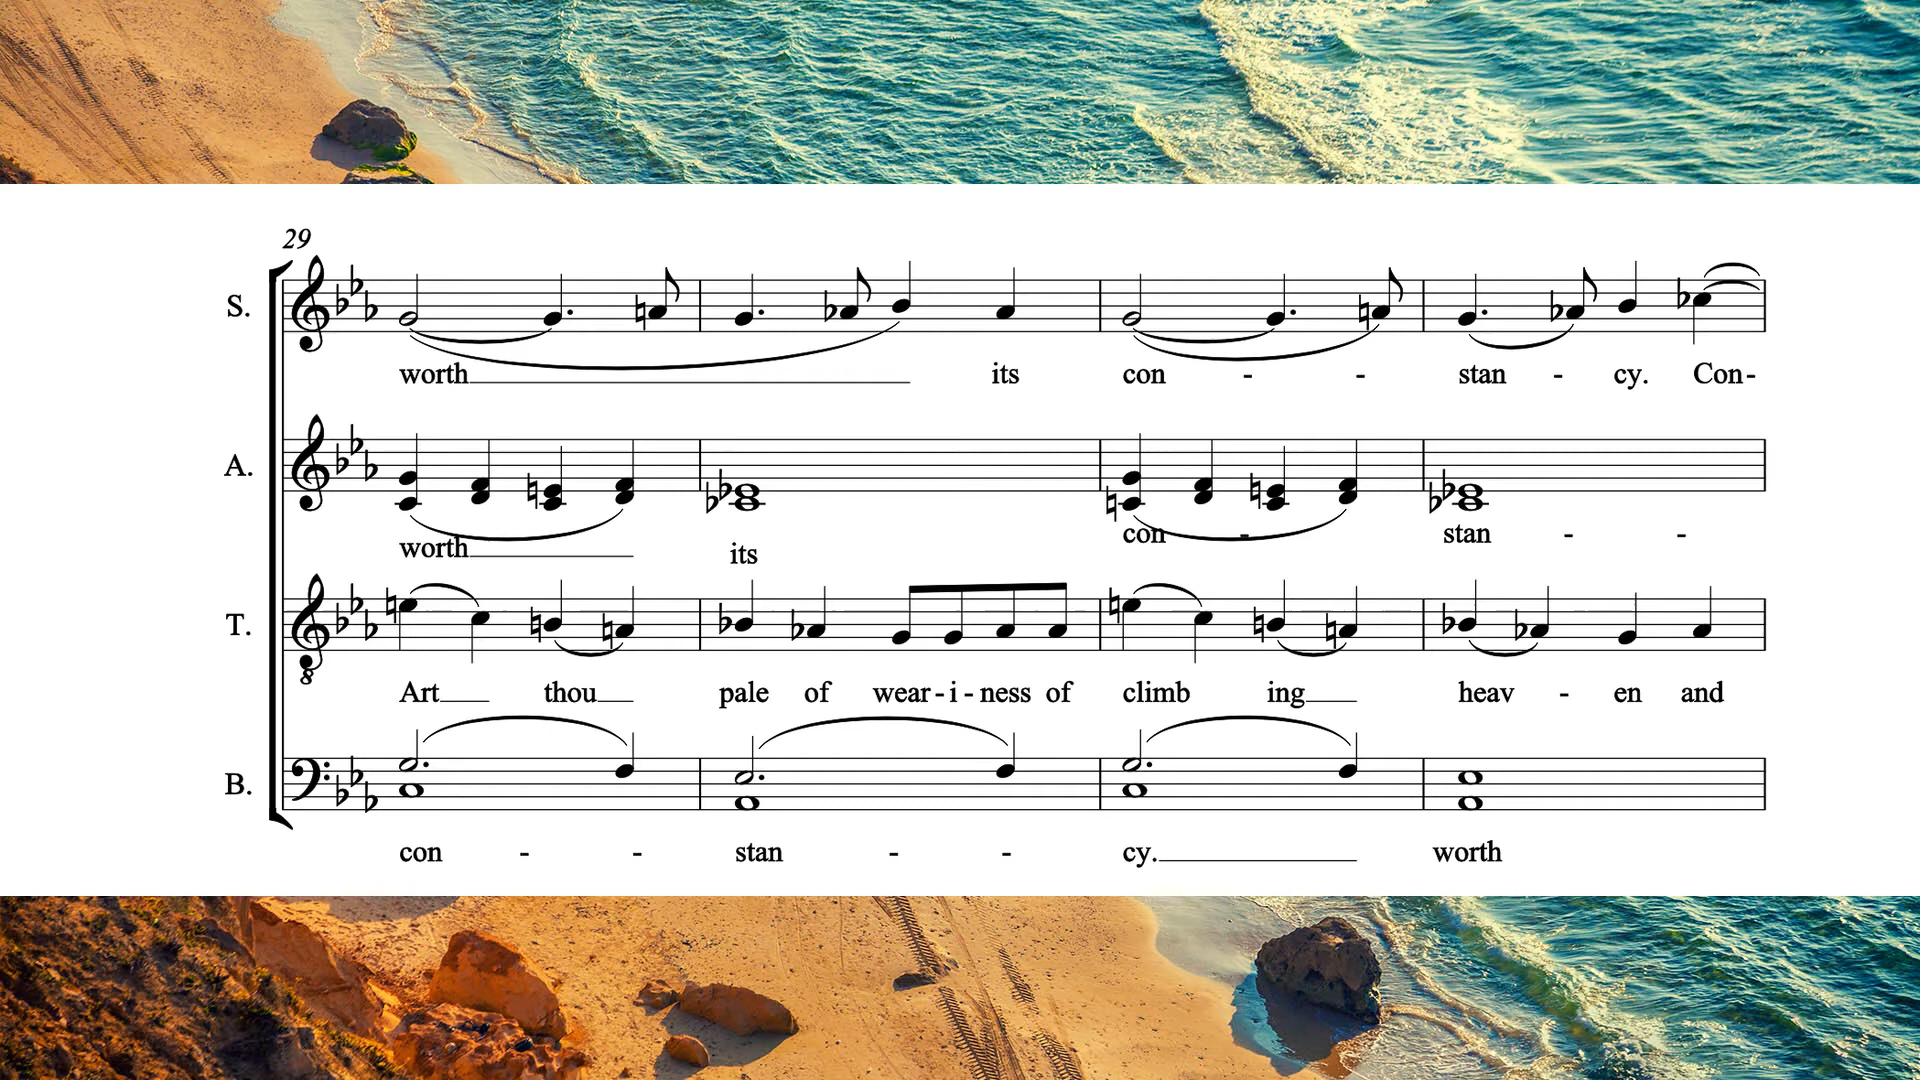 29
S.
worth its con - - stan - cy. Con-
A.
worth its con - stan - -
T.
8
Art thou pale of wear - i - ness of climb ing heav - en and
B.
con - - stan - - cy. worth